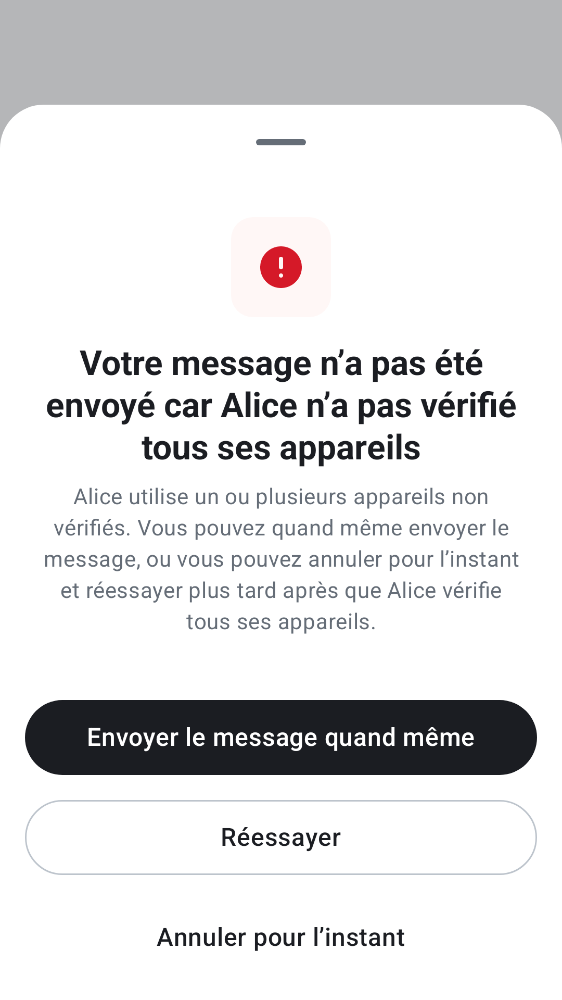 Votre message n’a pas été
envoyé car Alice n’a pas vérifié
tous ses appareils
Alice utilise un ou plusieurs appareils non
vérifiés. Vous pouvez quand même envoyer le
message, ou vous pouvez annuler pour l’instant
et réessayer plus tard après que Alice vérifie
tous ses appareils.
Envoyer le message quand même
Réessayer
Annuler pour l’instant